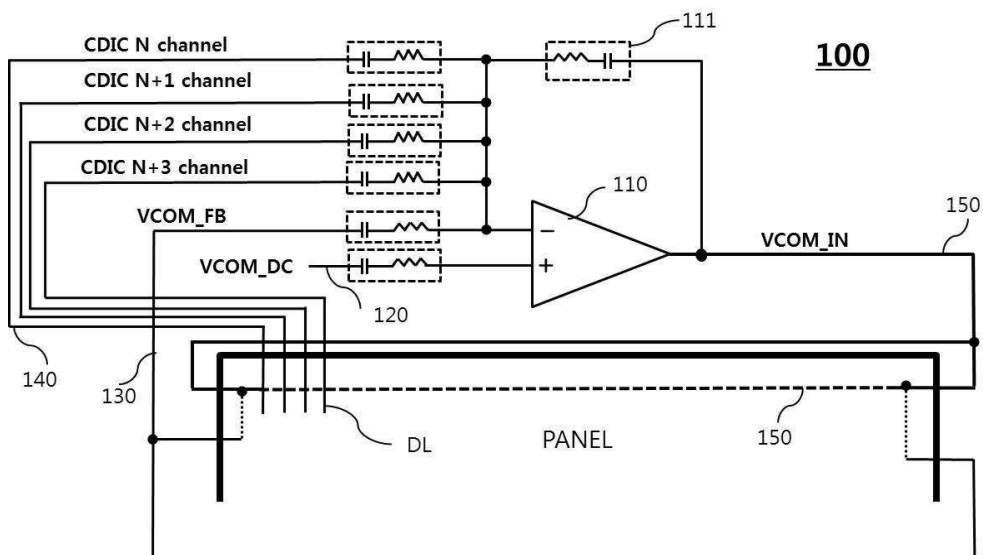 CDIC N channel
111
100
CDIC N+1 channel
CDIC N+2 channel
CDIC N+3 channel
110
150
VCOM_FB
−
VCOM_IN
VCOM_DC
+
120
140
130
150
DL
PANEL